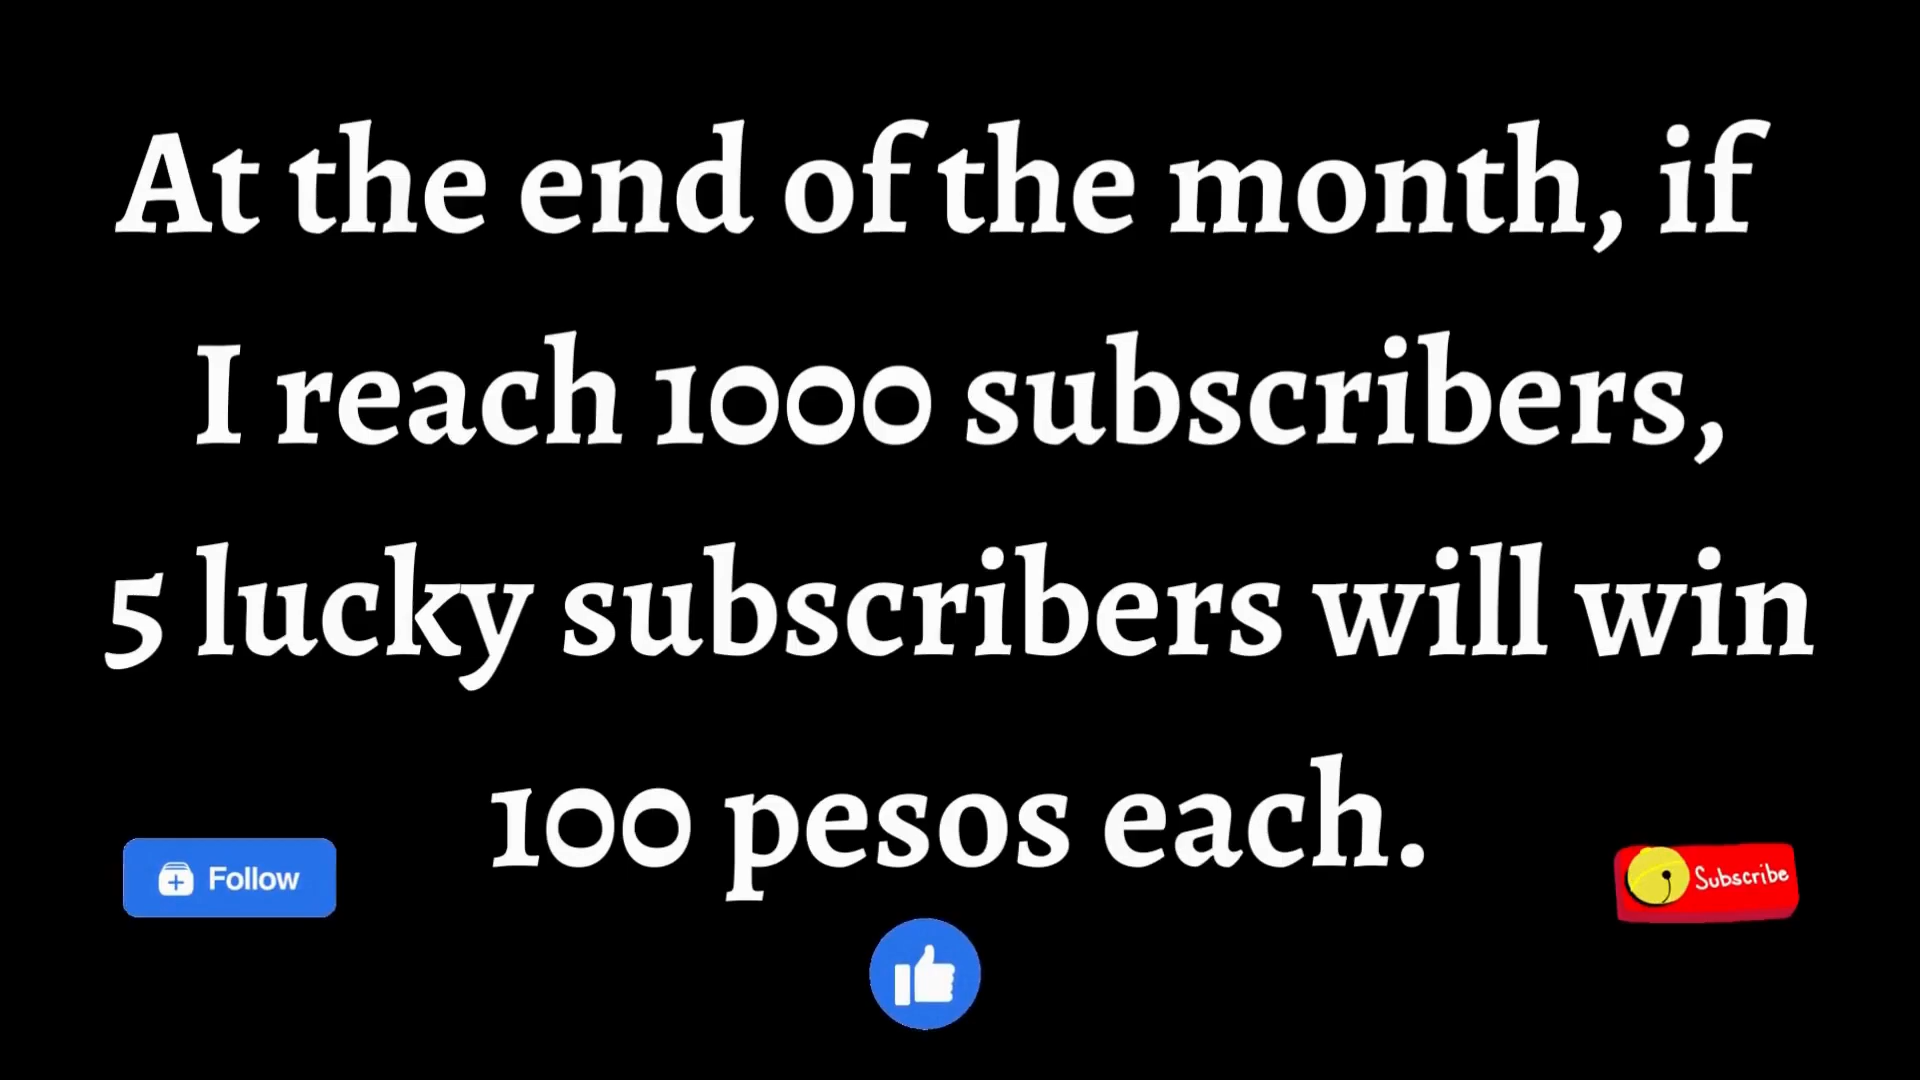 At the end of the month, if
I reach 1000 subscribers,
5 lucky subscribers will win
100 pesos each.
Follow
Subscribe